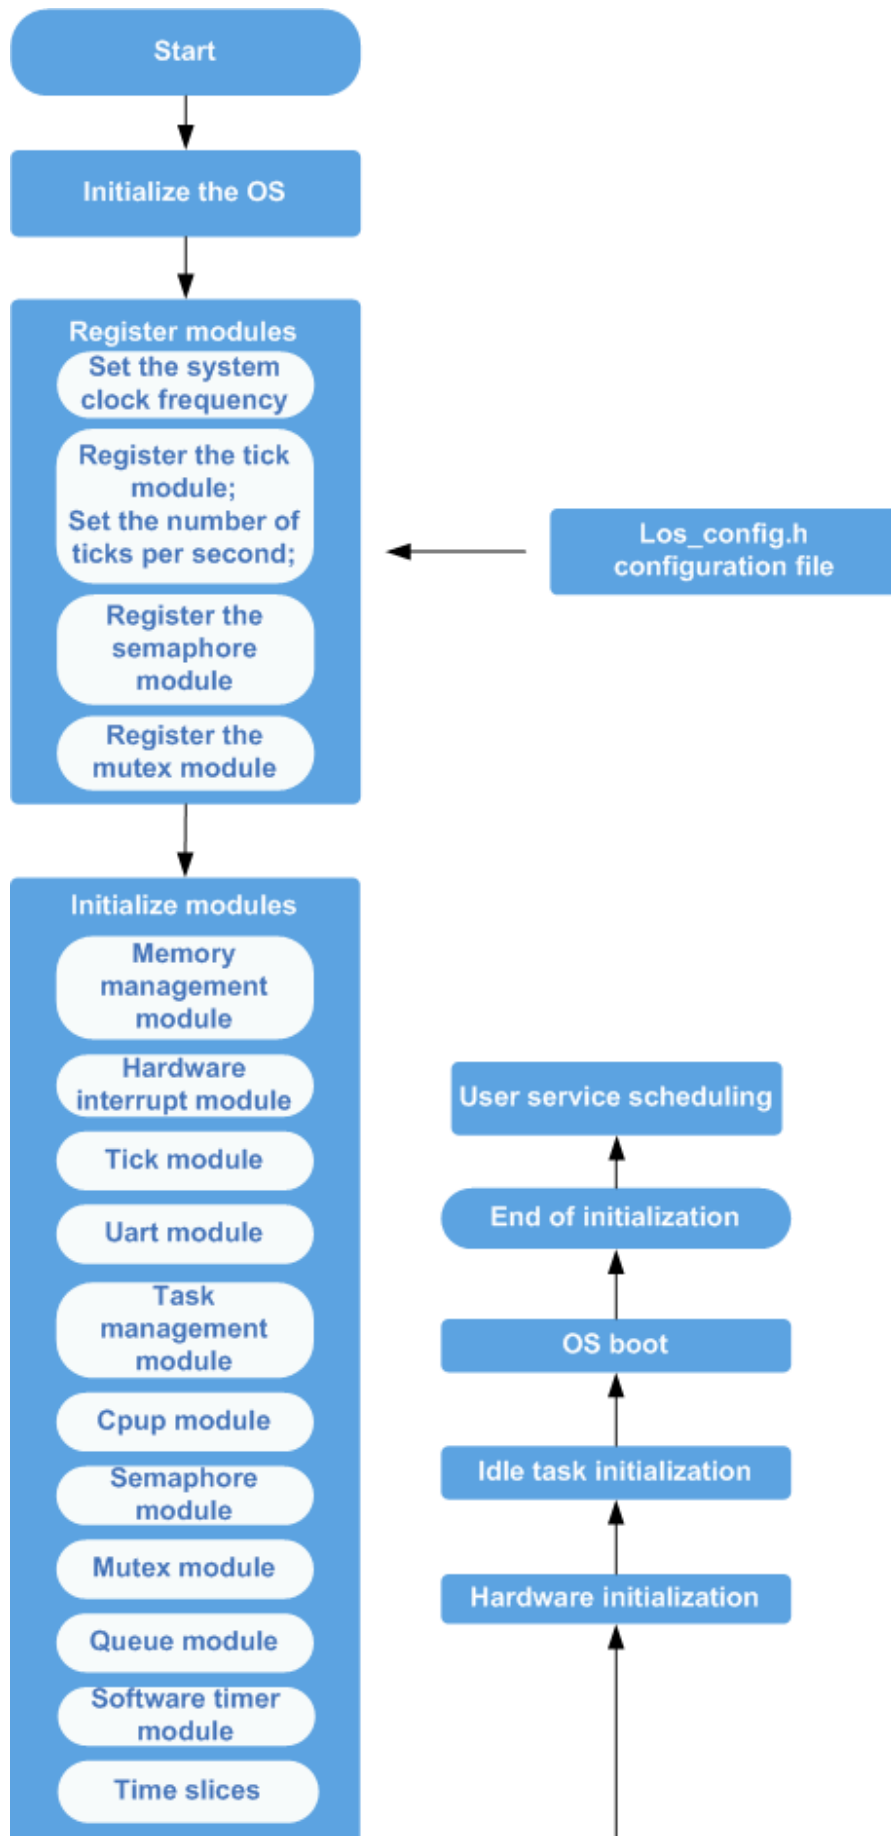 Start
Initialize the OS
Register modules
Set the system
clock frequency
Register the tick
module;
Set the number of
ticks per second;
Register the
semaphore
module
Register the
mutex module
Los_config.h
configuration file
Initialize modules
Memory
management
module
Hardware
interrupt module
Tick module
Uart module
Task
management
module
Cpup module
Semaphore
module
Mutex module
Queue module
Software timer
module
Time slices
User service scheduling
End of initialization
OS boot
Idle task initialization
Hardware initialization